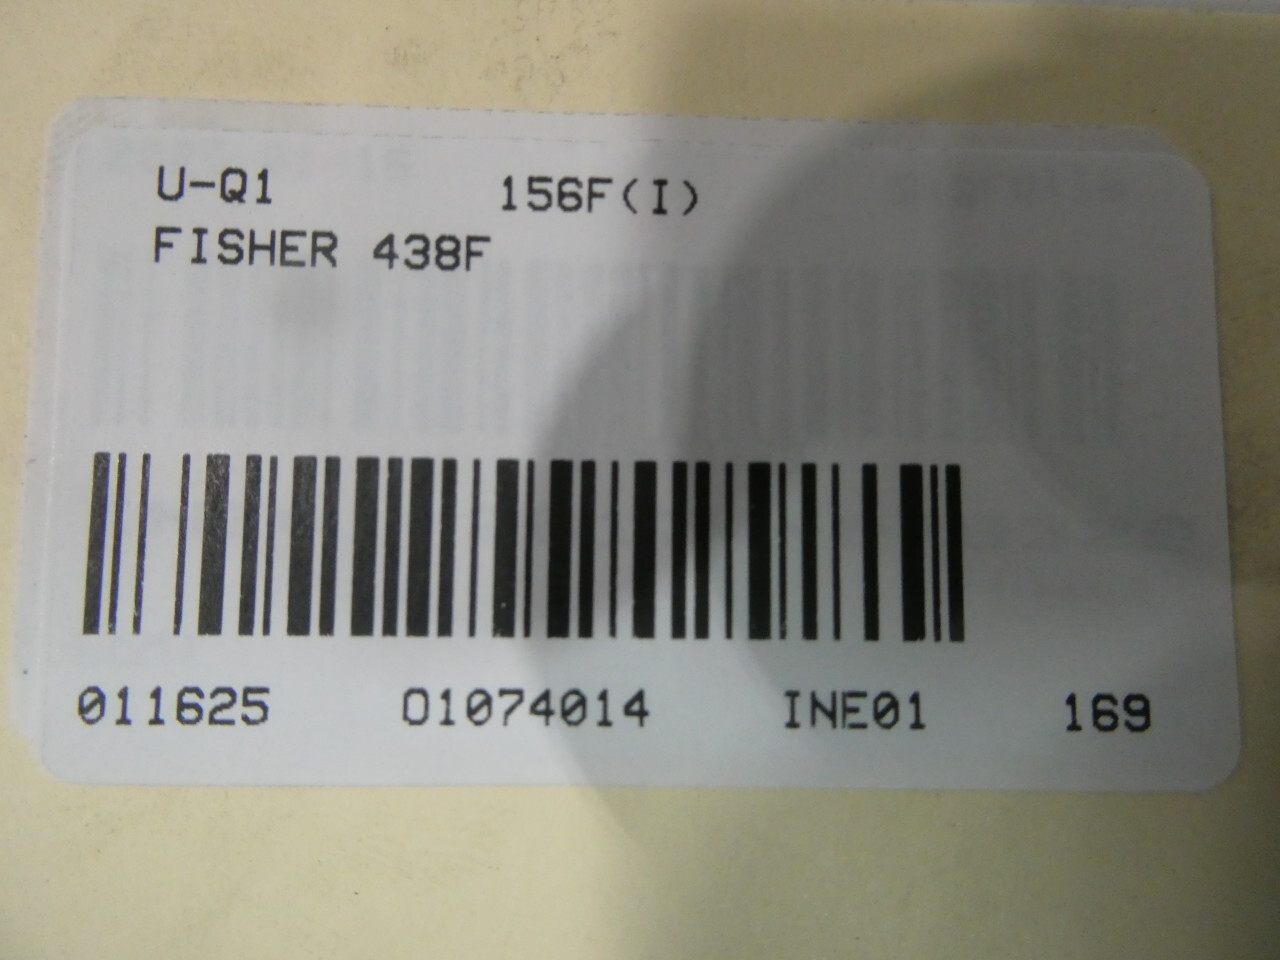 U-Q1 156F(I)
FISHER 438F
011625 01074014 INE01 169